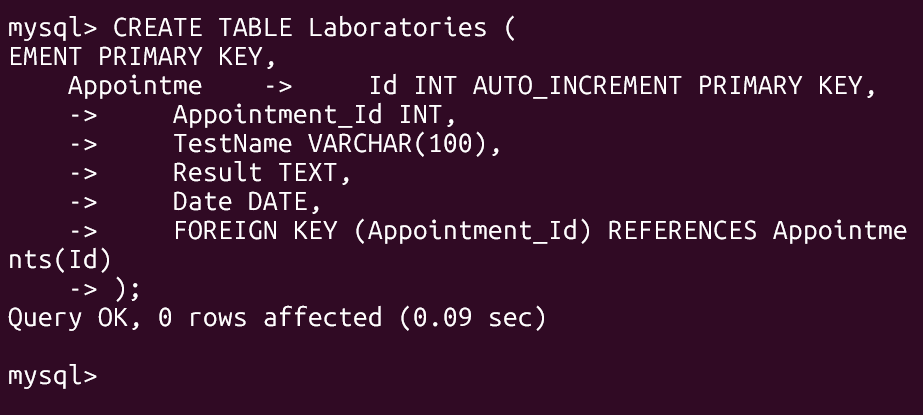 mysql> CREATE TABLE Laboratories (
EMENT PRIMARY KEY,
    Appointme    ->     Id INT AUTO_INCREMENT PRIMARY KEY,
    ->     Appointment_Id INT,
    ->     TestName VARCHAR(100),
    ->     Result TEXT,
    ->     Date DATE,
    ->     FOREIGN KEY (Appointment_Id) REFERENCES Appointme
nts(Id)
    -> );
Query OK, 0 rows affected (0.09 sec)
mysql>